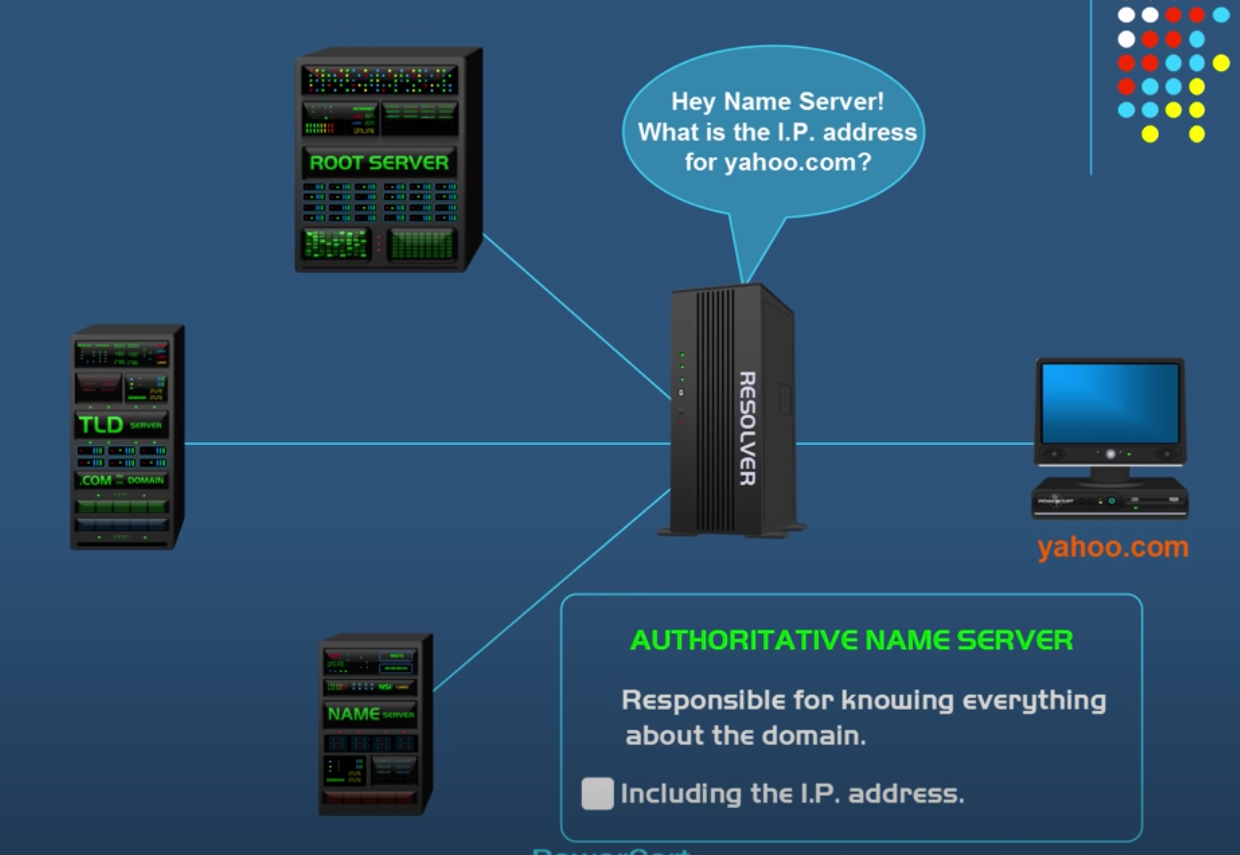 Hey Name Server!
What is the I.P. address
for yahoo.com?
ROOT SERVER
RESOLVER
TLD SERVER
.COM DOMAIN
yahoo.com
NAME SERVER
AUTHORITATIVE NAME SERVER
Responsible for knowing everything
about the domain.
Including the I.P. address.